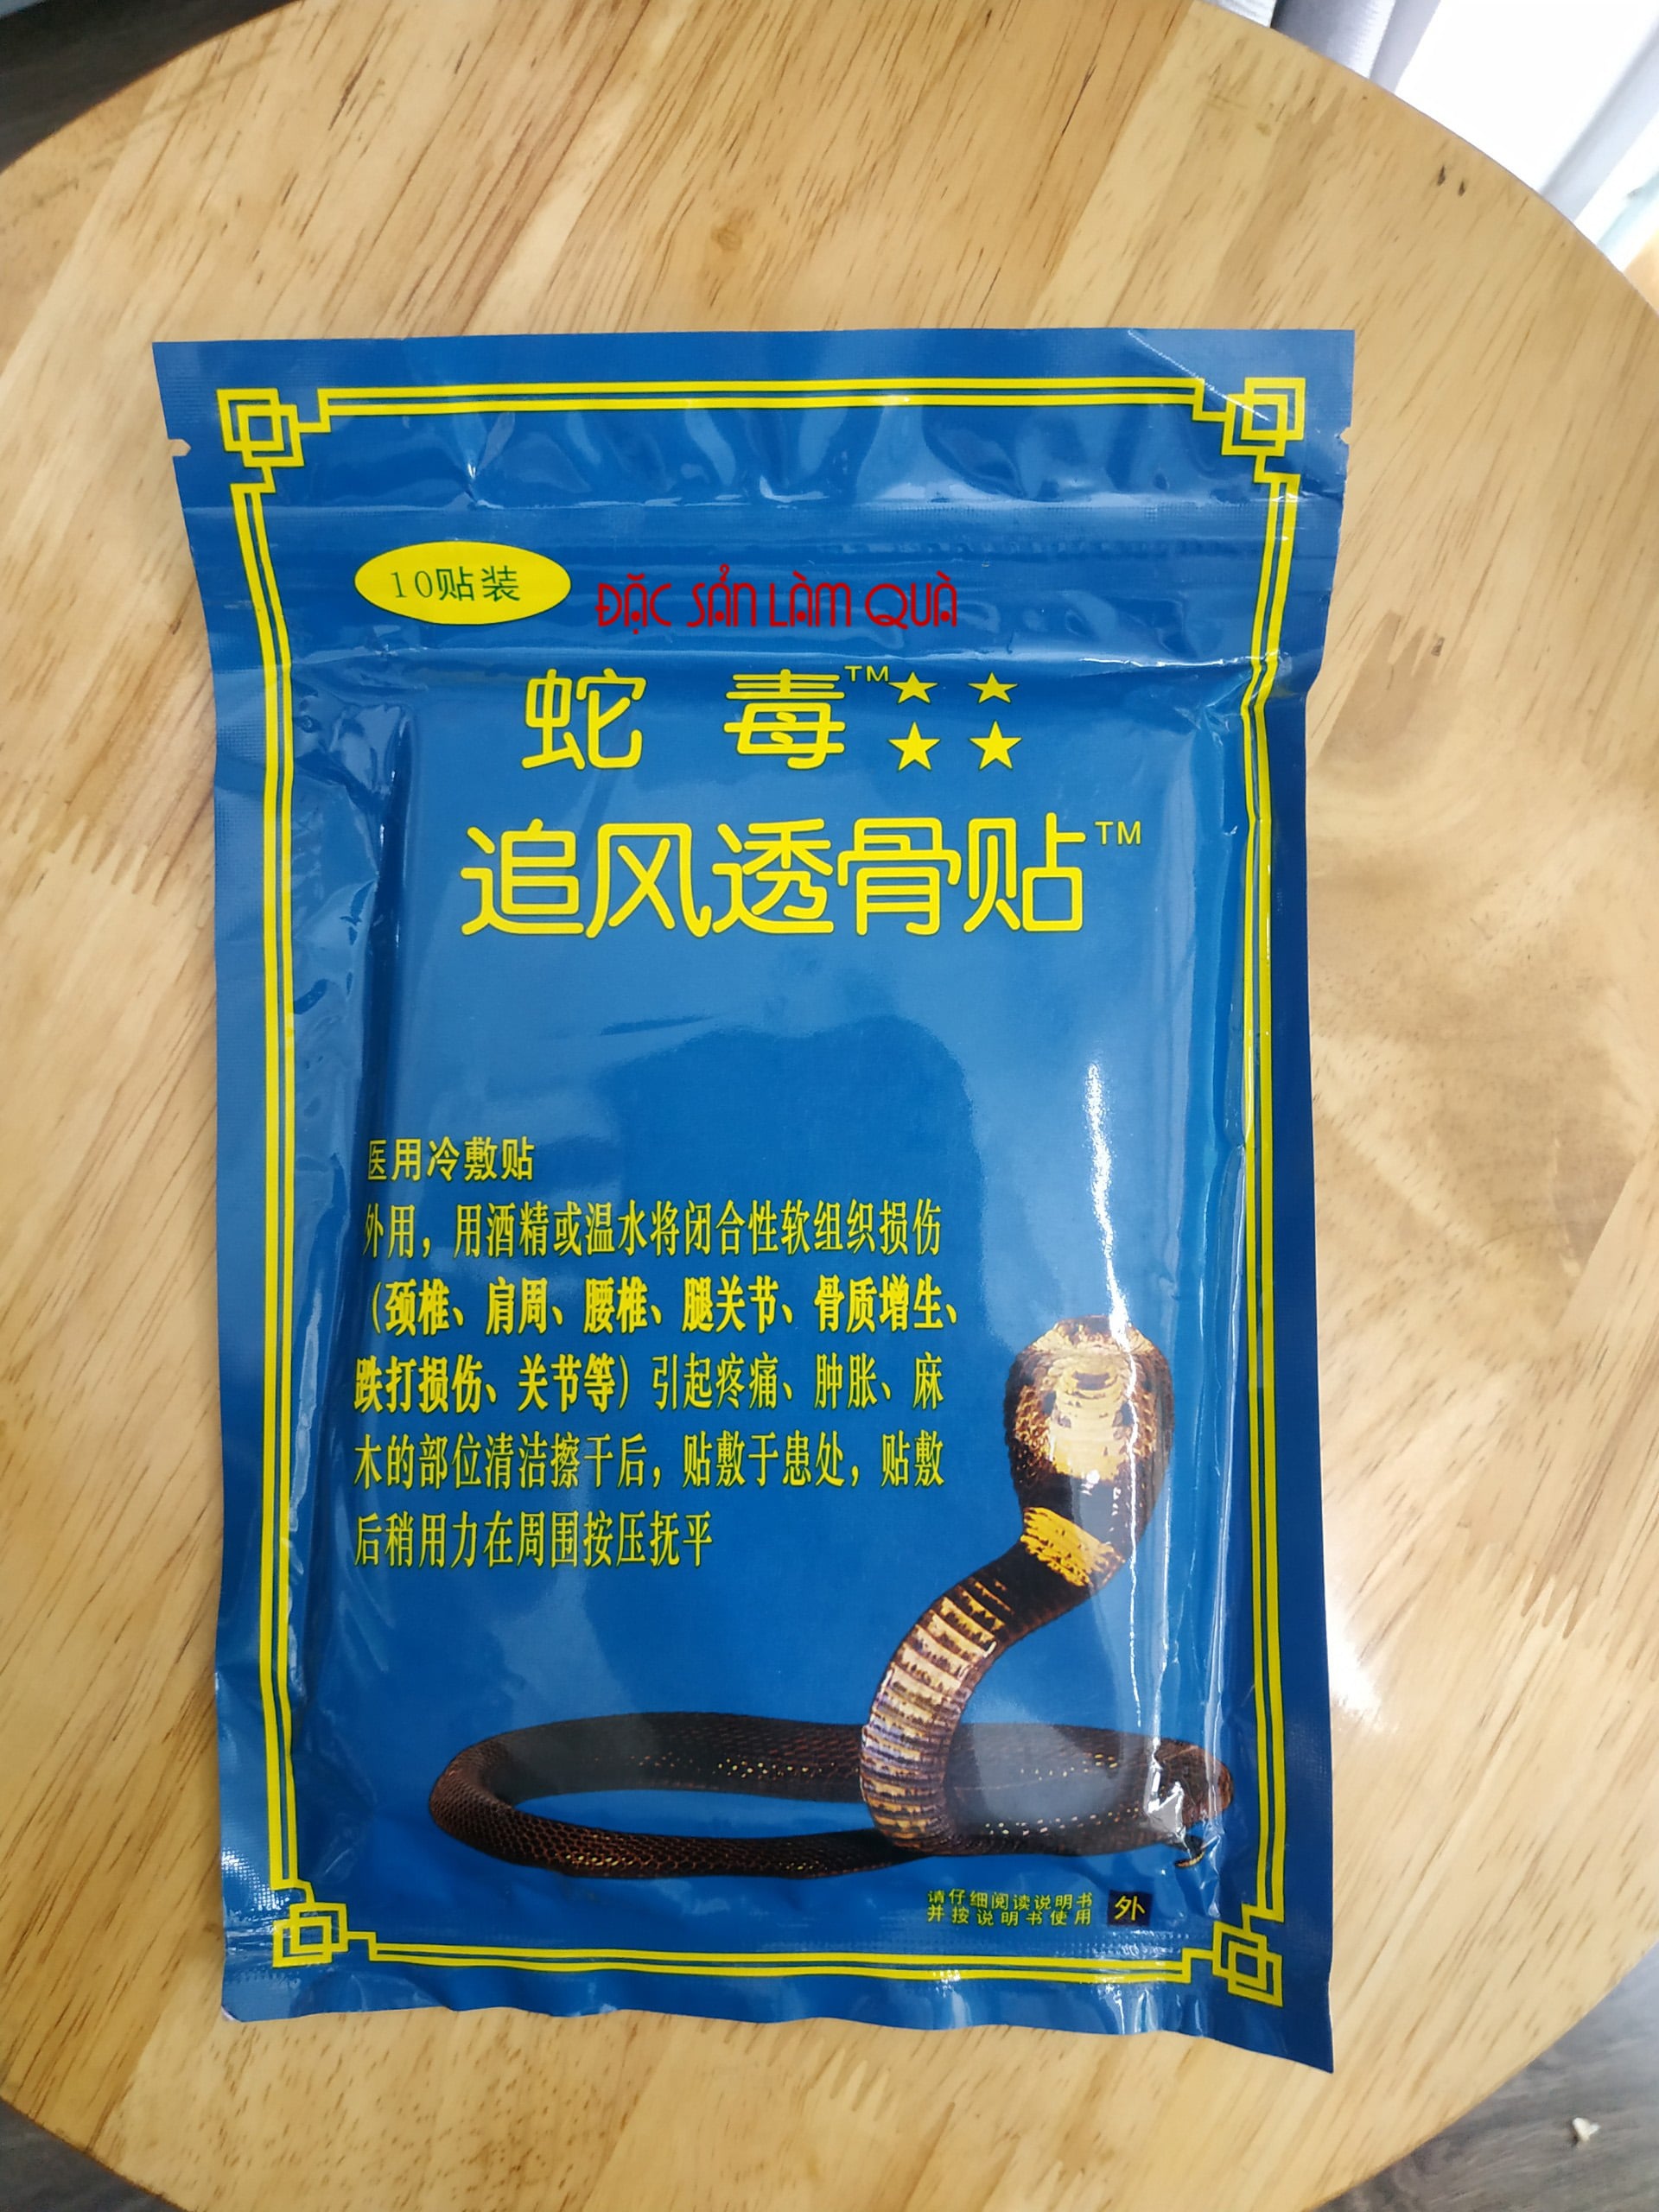 10贴装
ĐẶC SẢN LÀM QUÀ
蛇 毒™
追风透骨贴™
医用冷敷贴
外用，用酒精或温水将闭合性软组织损伤
（颈椎、肩周、腰椎、腿关节、骨质增生、
跌打损伤、关节等）引起疼痛、肿胀、麻
木的部位清洁擦干后，贴敷于患处，贴敷
后稍用力在周围按压抚平
请仔细阅读说明书
并按说明书使用
外